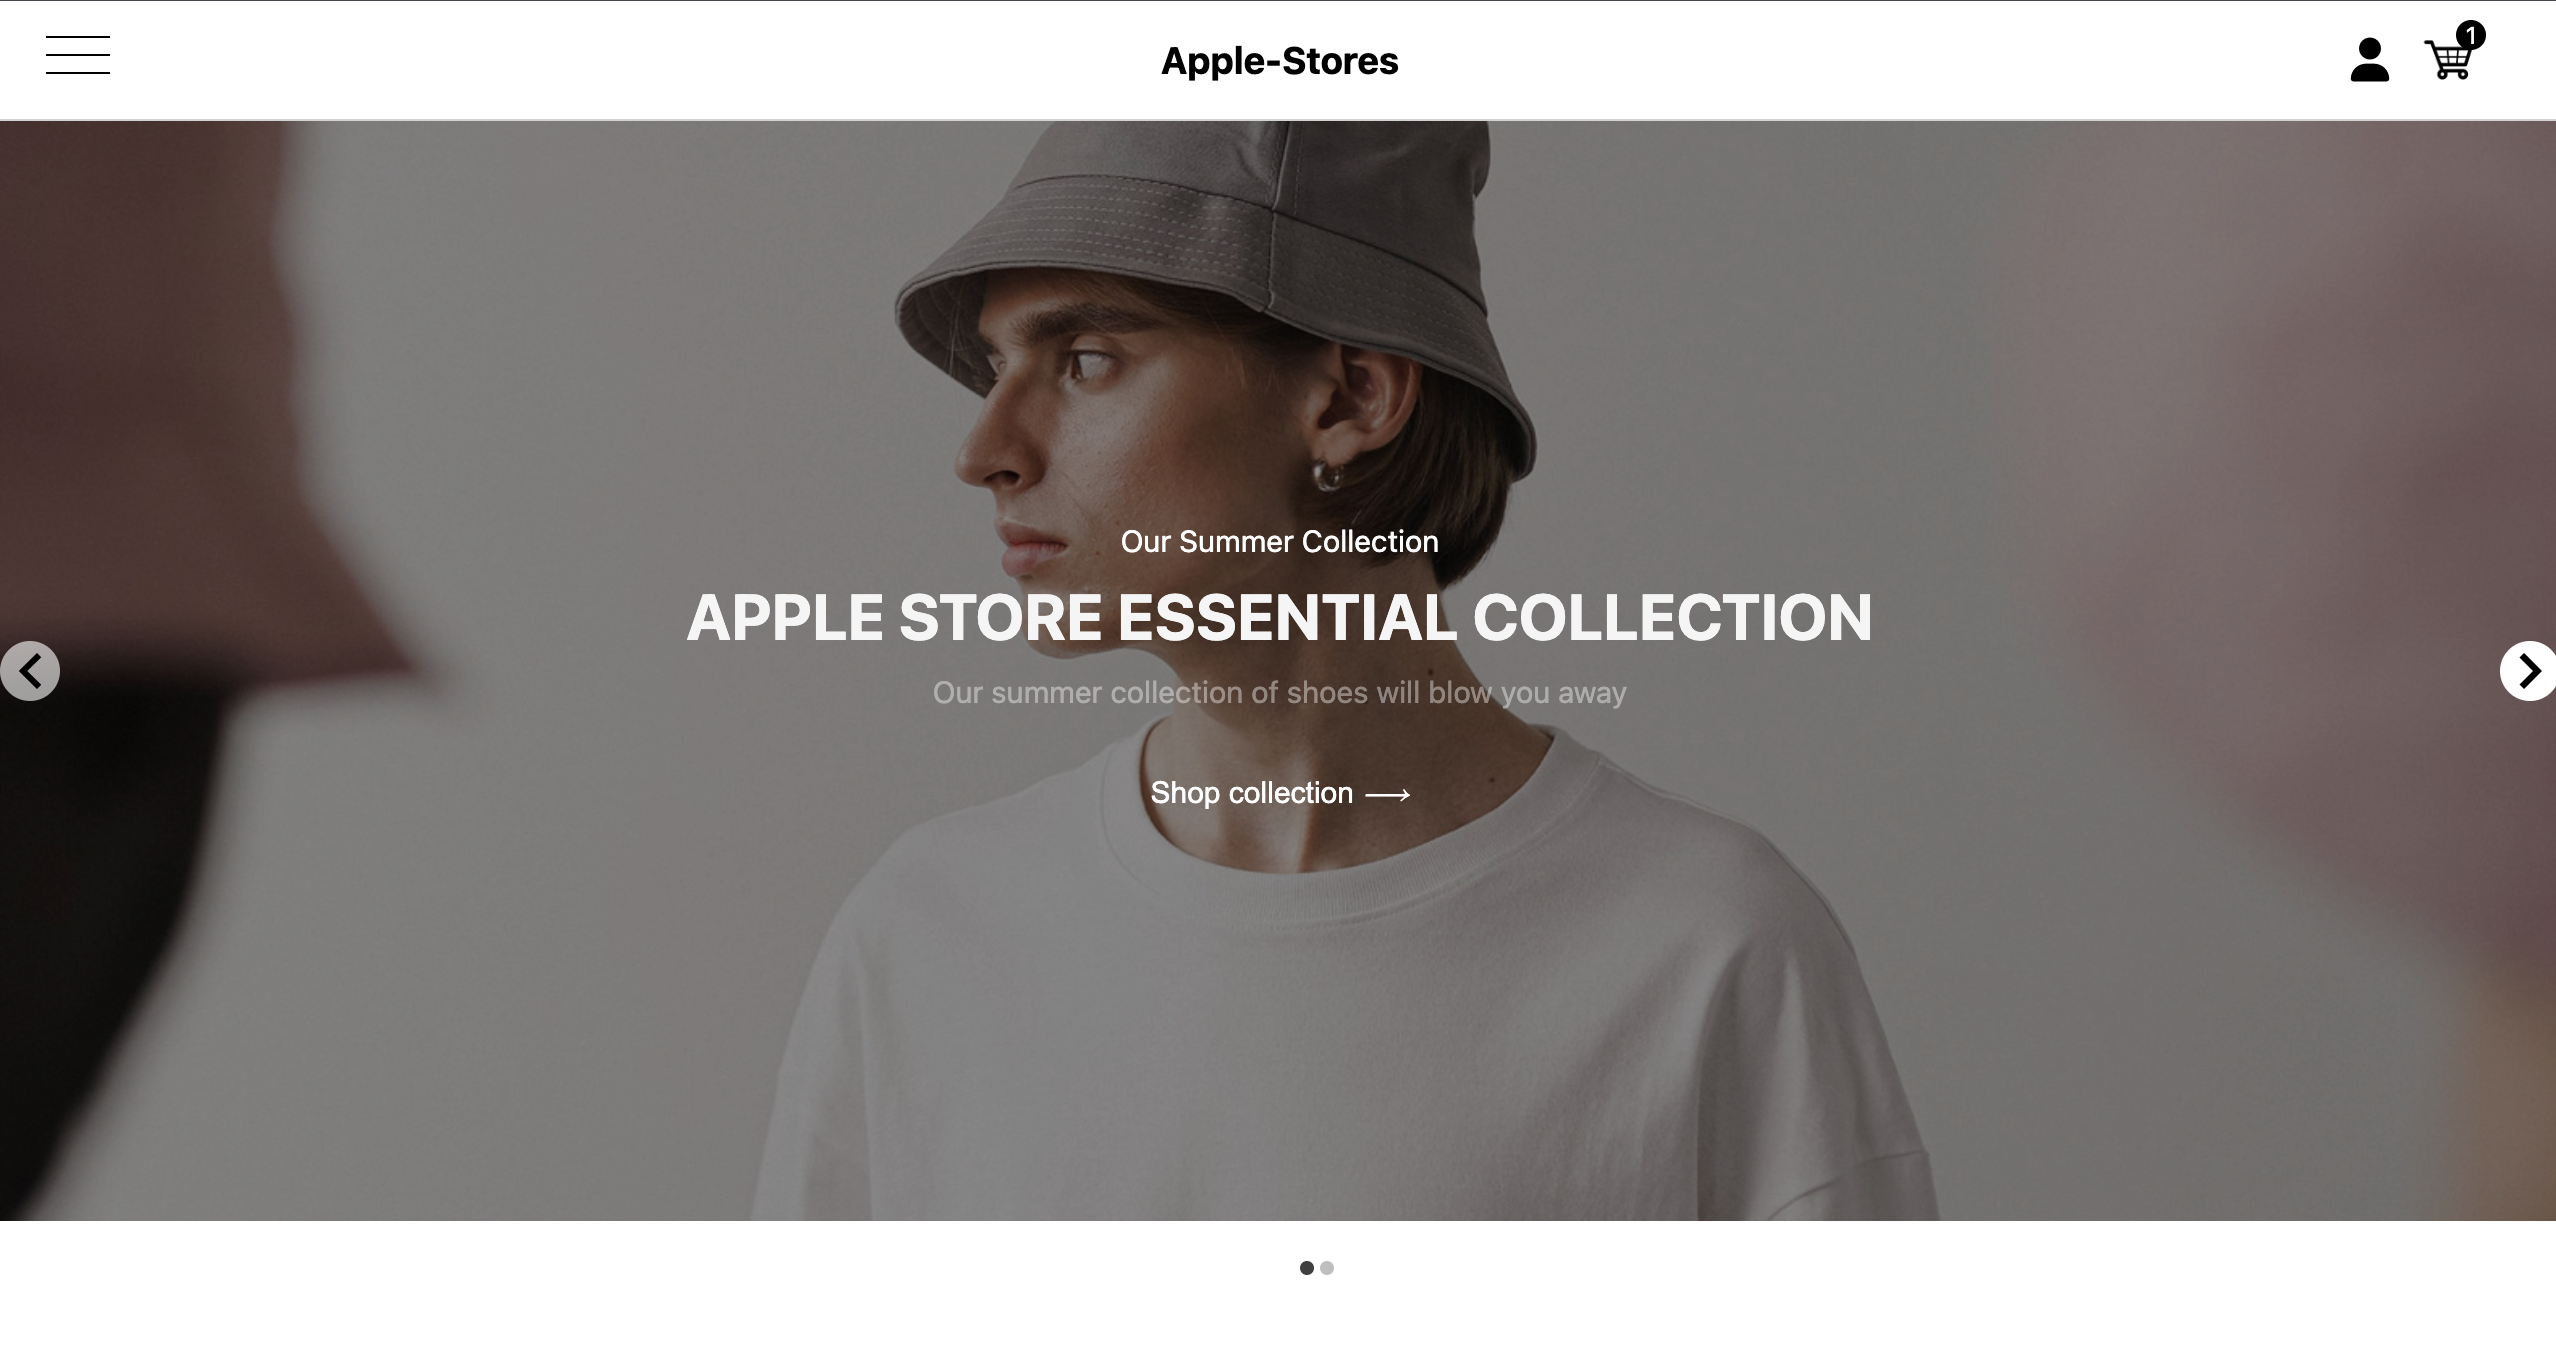 Apple-Stores
1
Our Summer Collection
APPLE STORE ESSENTIAL COLLECTION
Our summer collection of shoes will blow you away
Shop collection ⟶